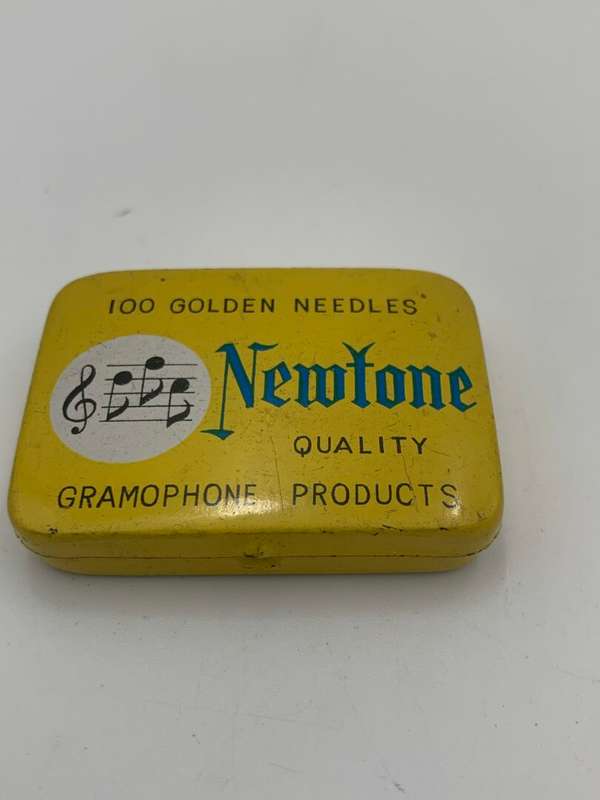 100 GOLDEN NEEDLES
Newtone
QUALITY
GRAMOPHONE PRODUCTS